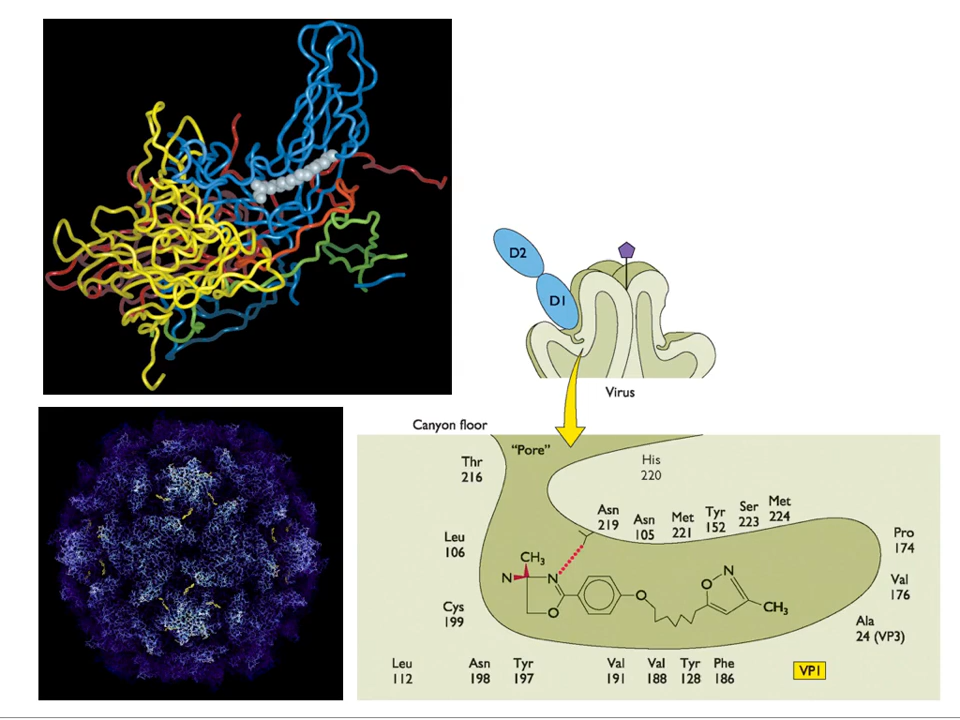 D2
D1
Virus
Canyon floor
“Pore”
Thr
216
His
220
Asn
219
Asn
105
Met
221
Tyr
152
Ser
223
Met
224
Pro
174
Leu
106
CH3
N
N
O
O
O
N
CH3
Val
176
Cys
199
Ala
24 (VP3)
Leu
112
Asn
198
Tyr
197
Val
191
Val
188
Tyr
128
Phe
186
VP1